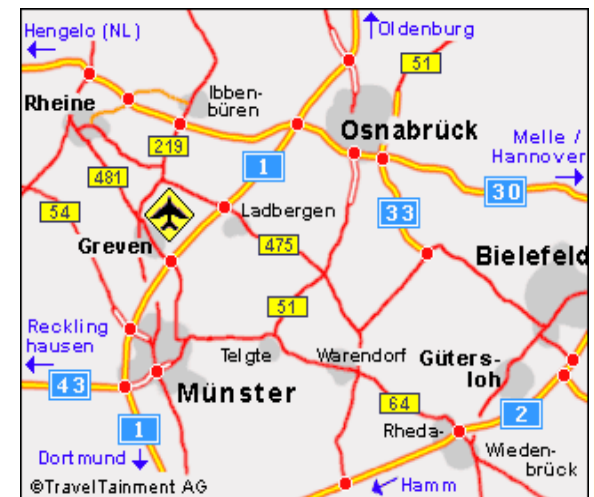 Hengelo (NL)
Oldenburg
51
Ibben-
büren
Rheine
Osnabrück
Melle /
Hannover
219
1
481
30
54
33
Ladbergen
Greven
475
Bielefeld
51
Reckling
hausen
Telgte
Warendorf
Güters-
loh
43
Münster
64
2
1
Rheda-
Wieden-
brück
Dortmund
Hamm
©TravelTainment AG